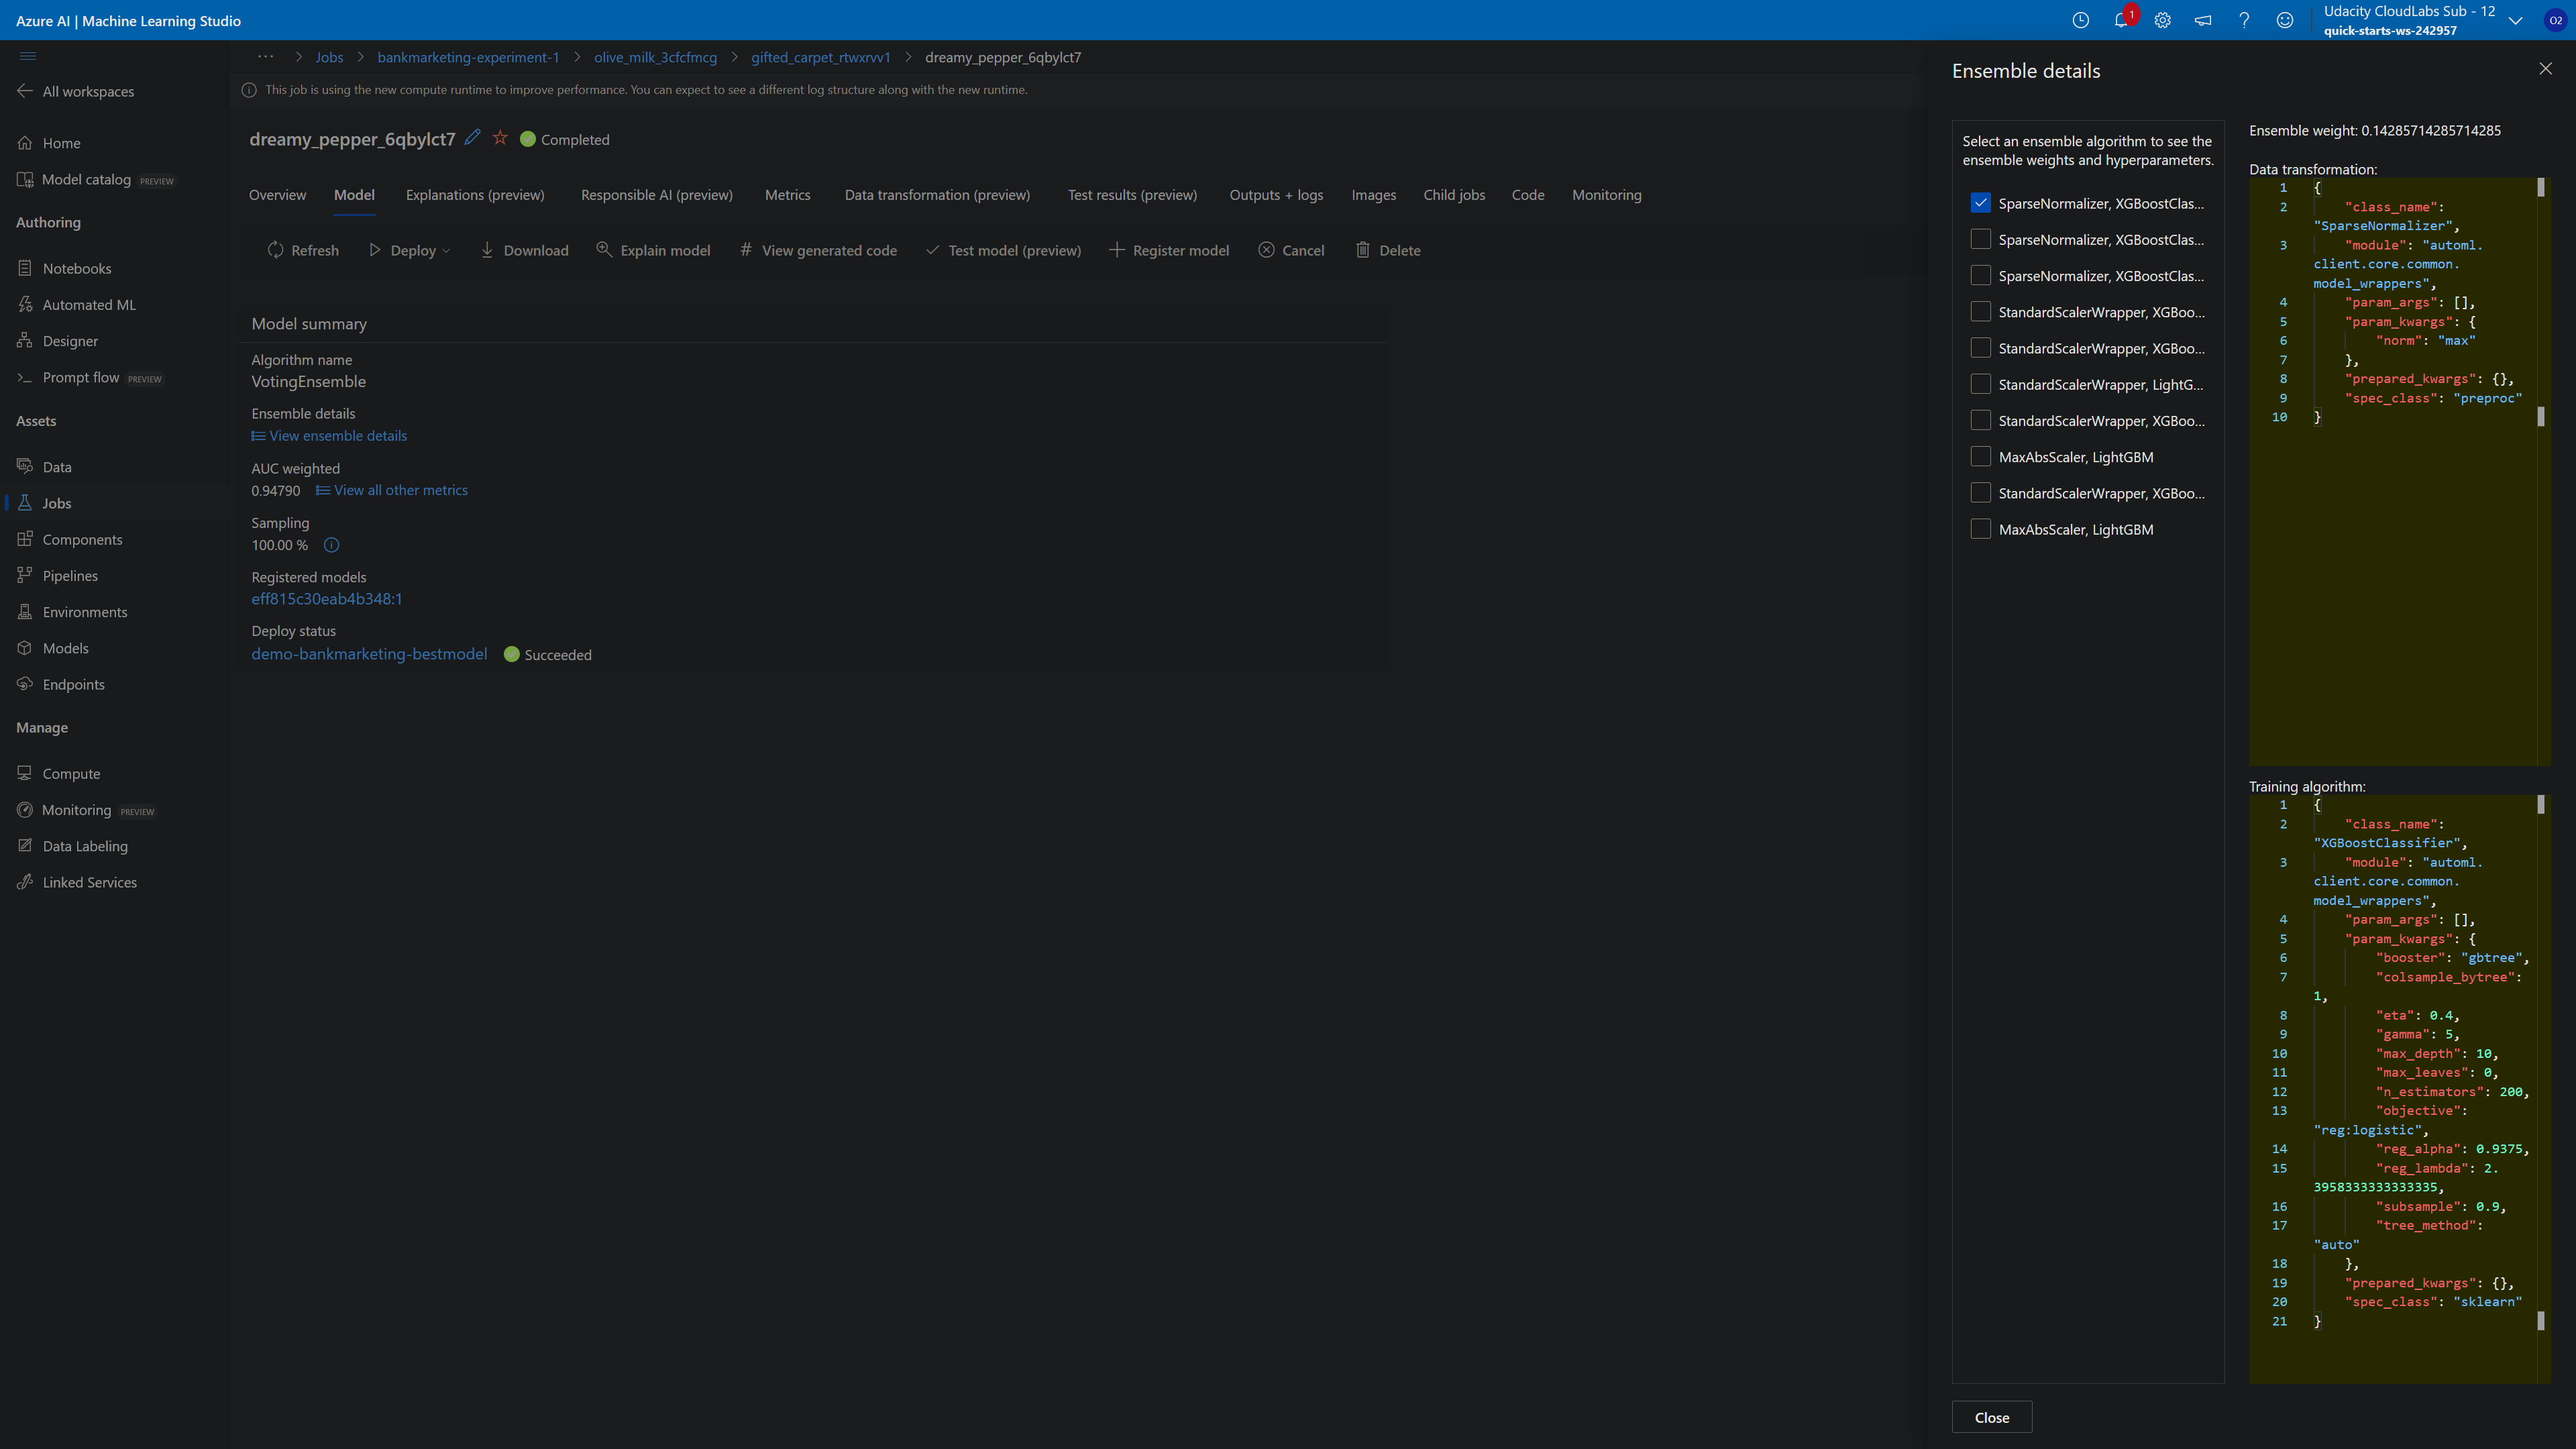 Azure AI | Machine Learning Studio
1
Udacity CloudLabs Sub - 12
quick-starts-ws-242957
O2
All workspaces
Home
Model catalog PREVIEW
Authoring
Notebooks
Automated ML
Designer
Prompt flow PREVIEW
Assets
Data
Jobs
Components
Pipelines
Environments
Models
Endpoints
Manage
Compute
Monitoring PREVIEW
Data Labeling
Linked Services
... > Jobs > bankmarketing-experiment-1 > olive_milk_3cfcfmcg > gifted_carpet_rtwxrvv1 > dreamy_pepper_6qbylct7
This job is using the new compute runtime to improve performance. You can expect to see a different log structure along with the new runtime.
dreamy_pepper_6qbylct7 Completed
Overview Model Explanations (preview) Responsible AI (preview) Metrics Data transformation (preview) Test results (preview) Outputs + logs Images Child jobs Code Monitoring
Refresh Deploy Download Explain model # View generated code Test model (preview) Register model Cancel Delete
Model summary
Algorithm name
VotingEnsemble
Ensemble details
View ensemble details
AUC weighted
0.94790 View all other metrics
Sampling
100.00 %
Registered models
eff815c30eab4b348:1
Deploy status
demo-bankmarketing-bestmodel Succeeded
Ensemble details
Select an ensemble algorithm to see the
ensemble weights and hyperparameters.
SparseNormalizer, XGBoostClas...
SparseNormalizer, XGBoostClas...
SparseNormalizer, XGBoostClas...
StandardScalerWrapper, XGBoo...
StandardScalerWrapper, XGBoo...
StandardScalerWrapper, LightG...
StandardScalerWrapper, XGBoo...
MaxAbsScaler, LightGBM
StandardScalerWrapper, XGBoo...
MaxAbsScaler, LightGBM
Ensemble weight: 0.14285714285714285
Data transformation:
1 {
2 "class_name":
"SparseNormalizer",
3 "module": "automl.
client.core.common.
model_wrappers",
4 "param_args": [],
5 "param_kwargs": {
6 "norm": "max"
7 },
8 "prepared_kwargs": {},
9 "spec_class": "preproc"
10 }
Training algorithm:
1 {
2 "class_name":
"XGBoostClassifier",
3 "module": "automl.
client.core.common.
model_wrappers",
4 "param_args": [],
5 "param_kwargs": {
6 "booster": "gbtree",
7 "colsample_bytree":
1,
8 "eta": 0.4,
9 "gamma": 5,
10 "max_depth": 10,
11 "max_leaves": 0,
12 "n_estimators": 200,
13 "objective":
"reg:logistic",
14 "reg_alpha": 0.9375,
15 "reg_lambda": 2.
3958333333333335,
16 "subsample": 0.9,
17 "tree_method":
"auto"
18 },
19 "prepared_kwargs": {},
20 "spec_class": "sklearn"
21 }
Close